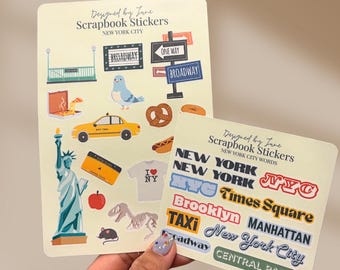 Designed by Jane
Scrapbook Stickers
NEW YORK CITY
BROADWAY
ONE WAY
BROADWAY
I ♥
NY
Designed by Jane
Scrapbook Stickers
NEW YORK CITY WORDS
NEW YORK
NEW YORK
NYC
NYC
Times Square
Brooklyn
MANHATTAN
TAXI
New York City
Broadway
CENTRAL